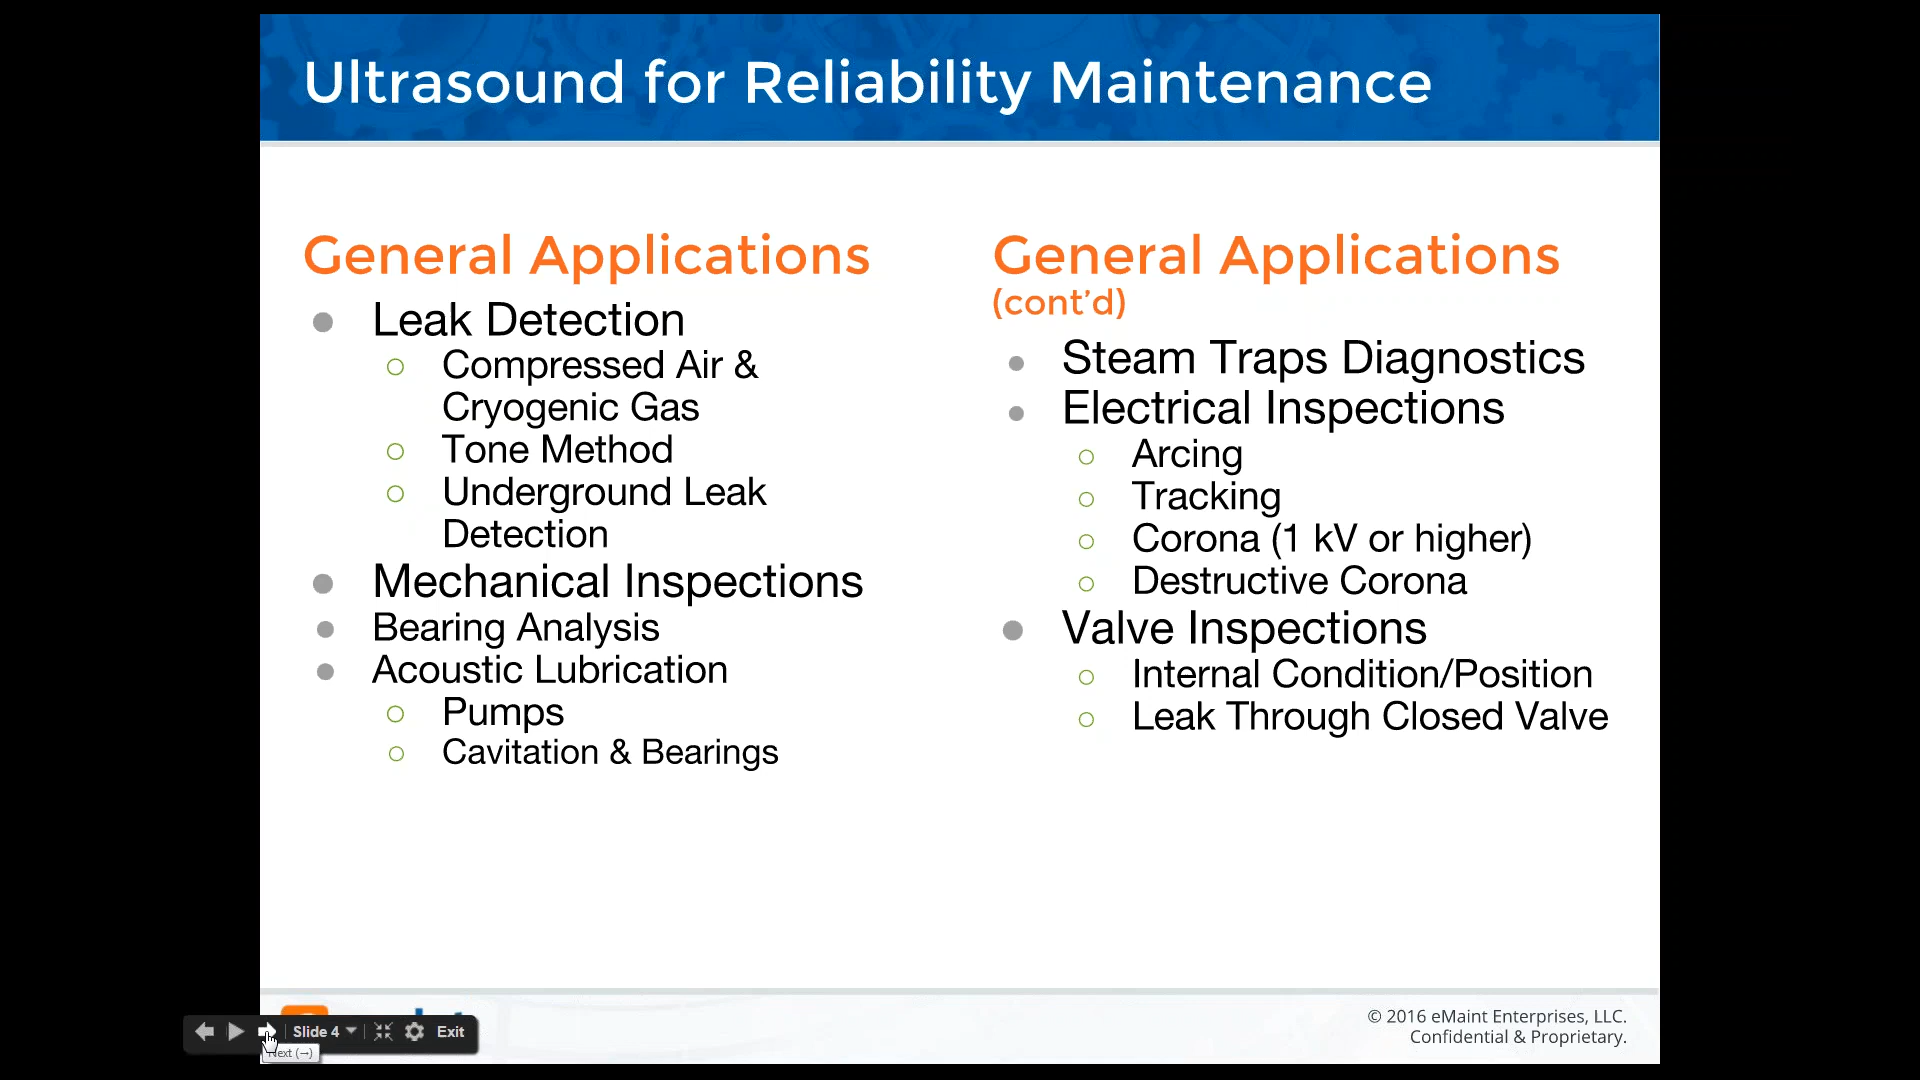 Ultrasound for Reliability Maintenance
General Applications
Leak Detection
Compressed Air &
Cryogenic Gas
Tone Method
Underground Leak
Detection
Mechanical Inspections
Bearing Analysis
Acoustic Lubrication
Pumps
Cavitation & Bearings
General Applications
(cont’d)
Steam Traps Diagnostics
Electrical Inspections
Arcing
Tracking
Corona (1 kV or higher)
Destructive Corona
Valve Inspections
Internal Condition/Position
Leak Through Closed Valve
© 2016 eMaint Enterprises, LLC.
Confidential & Proprietary.
Slide 4
Exit
Next (→)